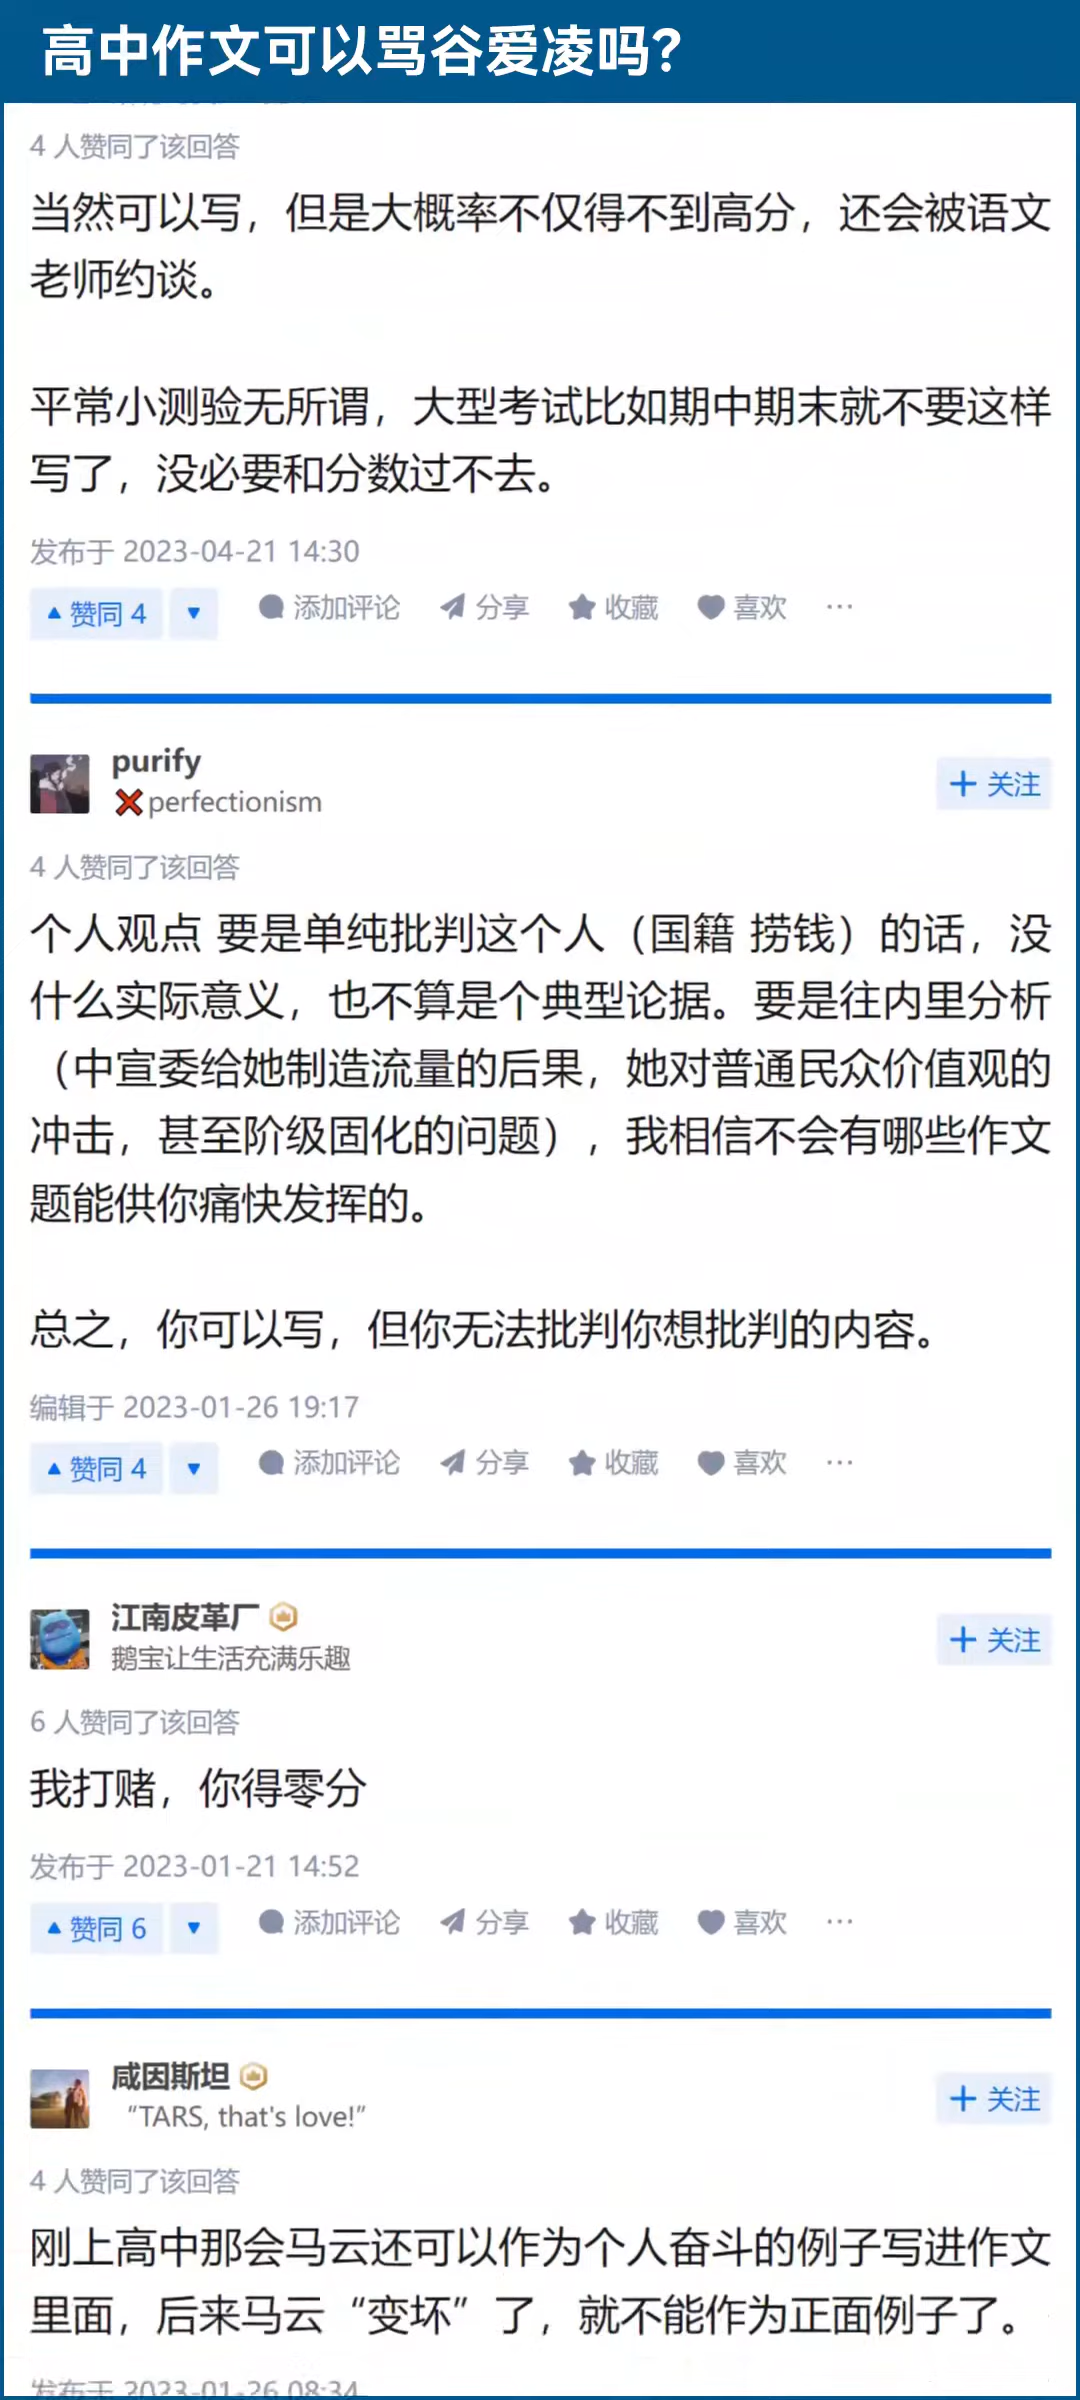 高中作文可以骂谷爱凌吗？
4 人赞同了该回答
当然可以写，但是大概率不仅得不到高分，还会被语文
老师约谈。
平常小测验无所谓，大型考试比如期中期末就不要这样
写了，没必要和分数过不去。
发布于 2023-04-21 14:30
赞同 4 添加评论 分享 收藏 喜欢 ···
purify
❌perfectionism
+ 关注
4 人赞同了该回答
个人观点 要是单纯批判这个人（国籍 捞钱）的话，没
什么实际意义，也不算是个典型论据。要是往内里分析
（中宣委给她制造流量的后果，她对普通民众价值观的
冲击，甚至阶级固化的问题），我相信不会有哪些作文
题能供你痛快发挥的。
总之，你可以写，但你无法批判你想批判的内容。
编辑于 2023-01-26 19:17
赞同 4 添加评论 分享 收藏 喜欢 ···
江南皮革厂
鹅宝让生活充满乐趣
+ 关注
6 人赞同了该回答
我打赌，你得零分
发布于 2023-01-21 14:52
赞同 6 添加评论 分享 收藏 喜欢 ···
咸因斯坦
“TARS, that's love!”
+ 关注
4 人赞同了该回答
刚上高中那会马云还可以作为个人奋斗的例子写进作文
里面，后来马云“变坏”了，就不能作为正面例子了。
发布于 2023-01-26 08:34